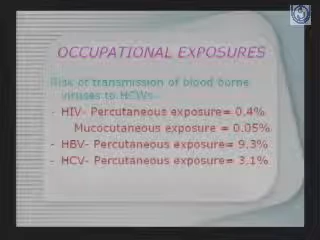 OCCUPATIONAL EXPOSURES
Risk of transmission of blood borne
viruses to HCWs-
- HIV- Percutaneous exposure= 0.4%
Mucocutaneous exposure = 0.05%
- HBV- Percutaneous exposure= 9.3%
- HCV- Percutaneous exposure= 3.1%